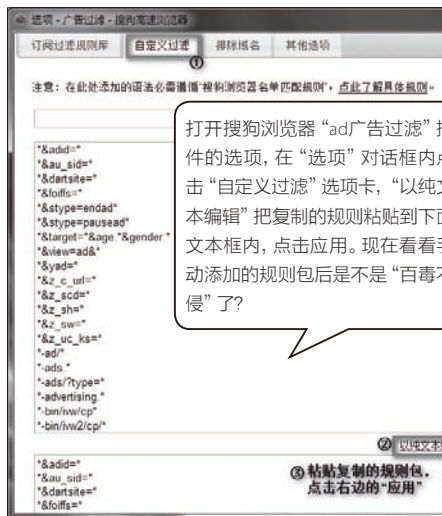 选项 - 广告过滤 - 搜狗高速浏览器
订阅过滤规则库 自定义过滤 排除域名 其他选项
①
注意：在此处添加的语法必需遵循"搜狗浏览器名单匹配规则"，点此了解具体规则。
打开搜狗浏览器“ad广告过滤”
件的选项，在“选项”对话框内
击“自定义过滤”选项卡，“以纯文
本编辑”把复制的规则粘贴到下
文本框内，点击应用。现在看看
动添加的规则包后是不是“百毒
侵”了？
*&adid=*
*&au_sid=*
*&dartsite=*
*&foiffs=*
*&stype=endad*
*&stype=pausead*
*&target=*&age.*&gender.*
*&view=ad&*
*&yad=*
*&z_c_url=*
*&z_scd=*
*&z_sh=*
*&z_sw=*
*&z_uc_ks=*
*-ad/*
*-ads.*
*-ads/?type=*
*-advertising.*
*-bin/ivw/cp*
*-bin/ivw2/cp/*
② 以纯文本
*&adid=*
*&au_sid=*
*&dartsite=*
*&foiffs=*
③ 粘贴复制的规则包，
点击右边的“应用”